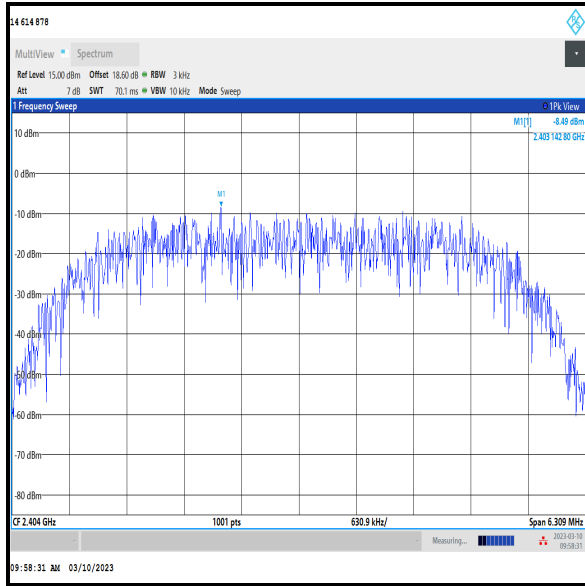 14 614 878
MultiView Spectrum
Ref Level 15.00 dBm Offset 18.60 dB RBW 3 kHz
Att 7 dB SWT 70.1 ms VBW 10 kHz Mode Sweep
1 Frequency Sweep 1Pk View
M1[1] -8.49 dBm
2.403 142 80 GHz
10 dBm
0 dBm
M1
-10 dBm
-20 dBm
-30 dBm
-40 dBm
-50 dBm
-60 dBm
-70 dBm
-80 dBm
CF 2.404 GHz 1001 pts 630.9 kHz/ Span 6.309 MHz
Measuring... 2023-03-10
09:58:31
09:58:31 AM 03/10/2023